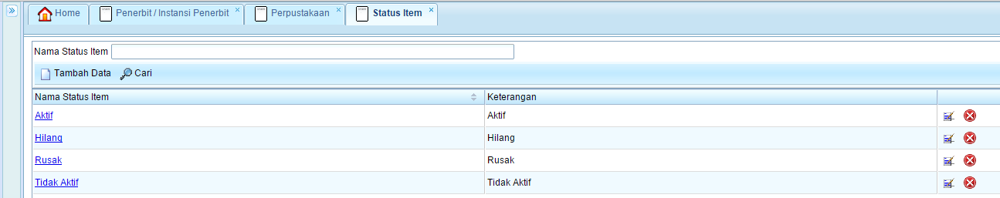 Home Penerbit / Instansi Penerbit Perpustakaan Status Item
Nama Status Item
Tambah Data Cari
Nama Status Item Keterangan
Aktif Aktif
Hilang Hilang
Rusak Rusak
Tidak Aktif Tidak Aktif